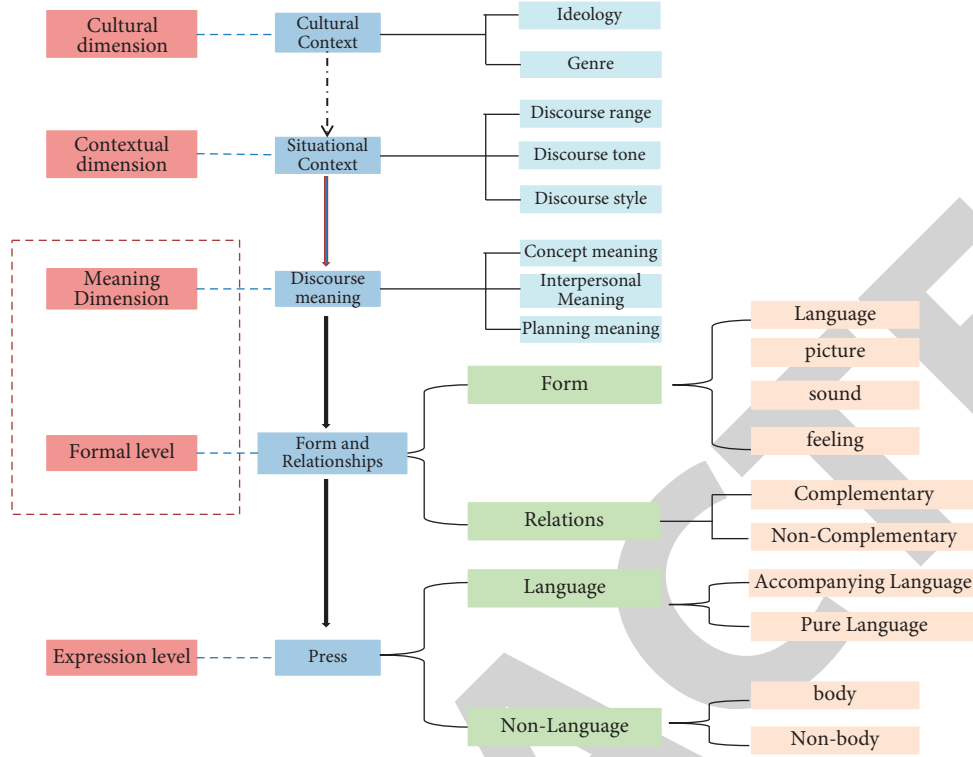 Cultural dimension
Cultural
Context
Ideology
Genre
Contextual
dimension
Situational
Context
Discourse range
Discourse tone
Discourse style
Meaning
Dimension
Discourse
meaning
Concept meaning
Interpersonal
Meaning
Planning meaning
Formal level
Form and
Relationships
Form
Language
picture
sound
feeling
Relations
Complementary
Non-Complementary
Expression level
Press
Language
Accompanying Language
Pure Language
Non-Language
body
Non-body